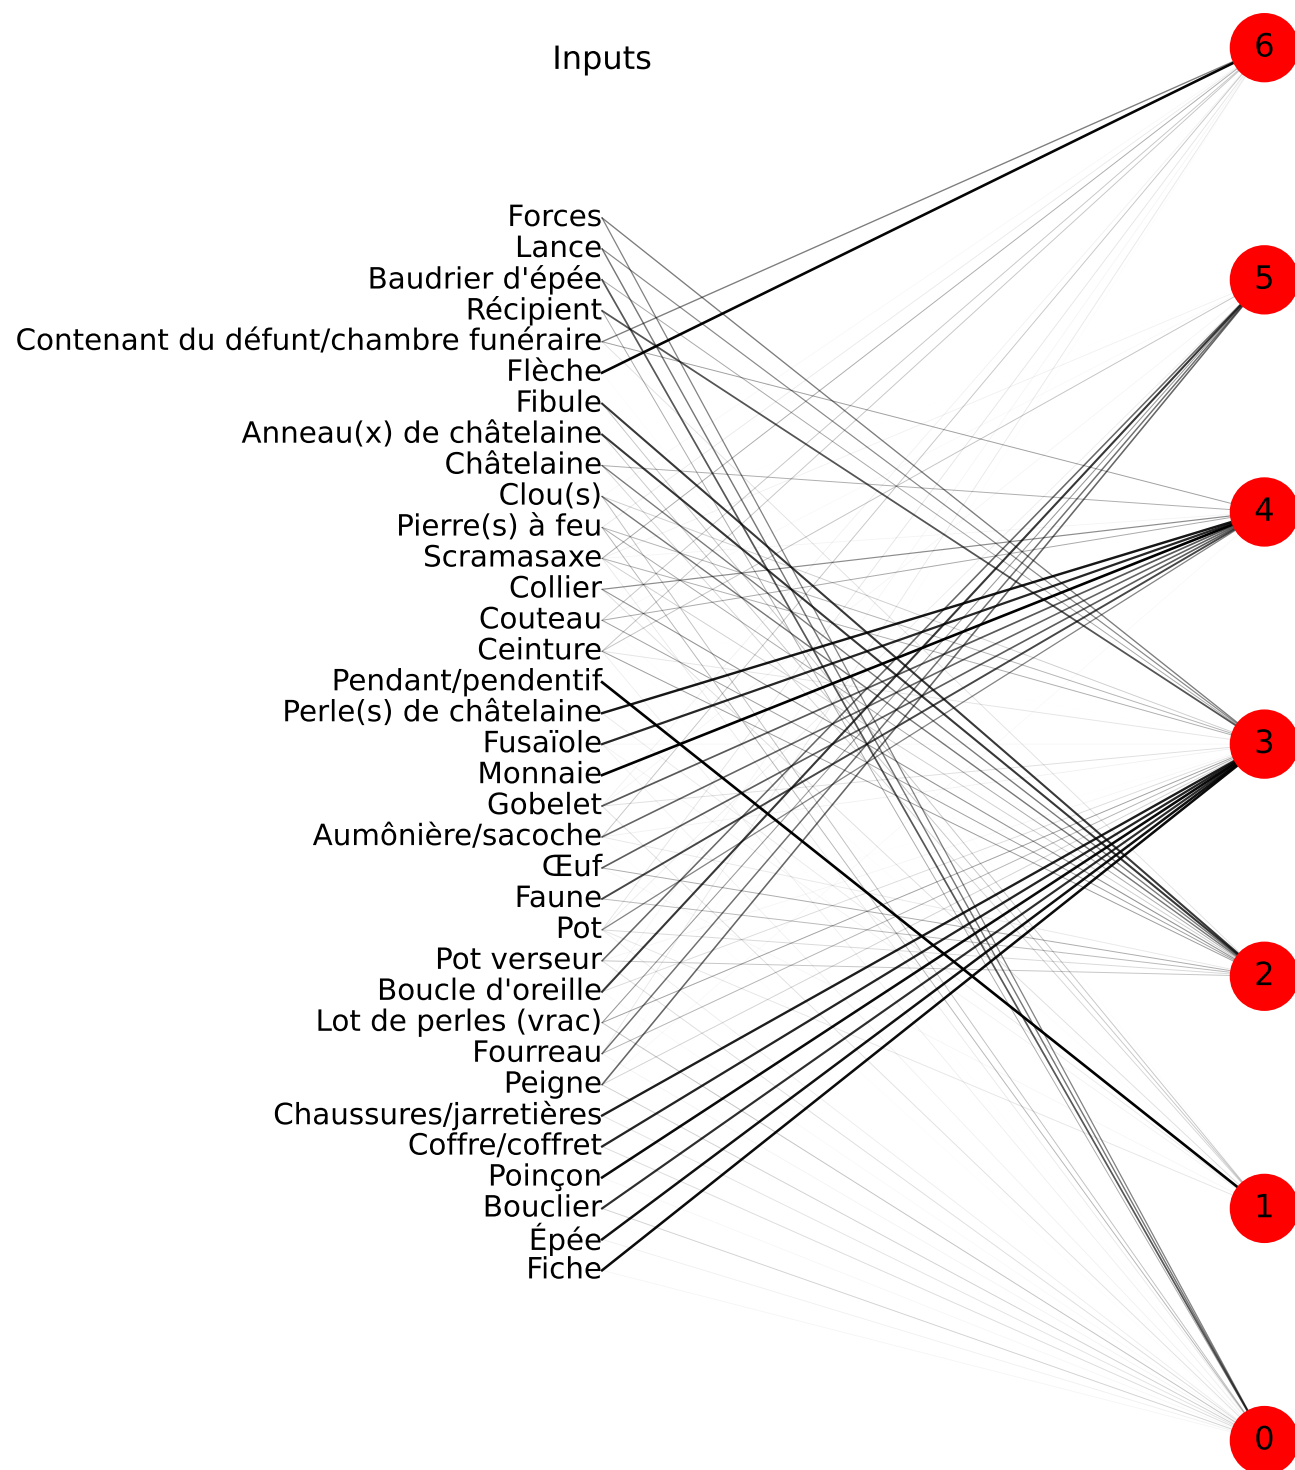 6
Inputs
Forces
Lance
Baudrier d'épée
5
Récipient
Contenant du défunt/chambre funéraire
Flèche
Fibule
Anneau(x) de châtelaine
Châtelaine
Clou(s)
4
Pierre(s) à feu
Scramasaxe
Collier
Couteau
Ceinture
Pendant/pendentif
Perle(s) de châtelaine
Fusaïole
3
Monnaie
Gobelet
Aumônière/sacoche
Œuf
Faune
Pot
Pot verseur
2
Boucle d'oreille
Lot de perles (vrac)
Fourreau
Peigne
Chaussures/jarretières
Coffre/coffret
Poinçon
Bouclier
1
Épée
Fiche
0